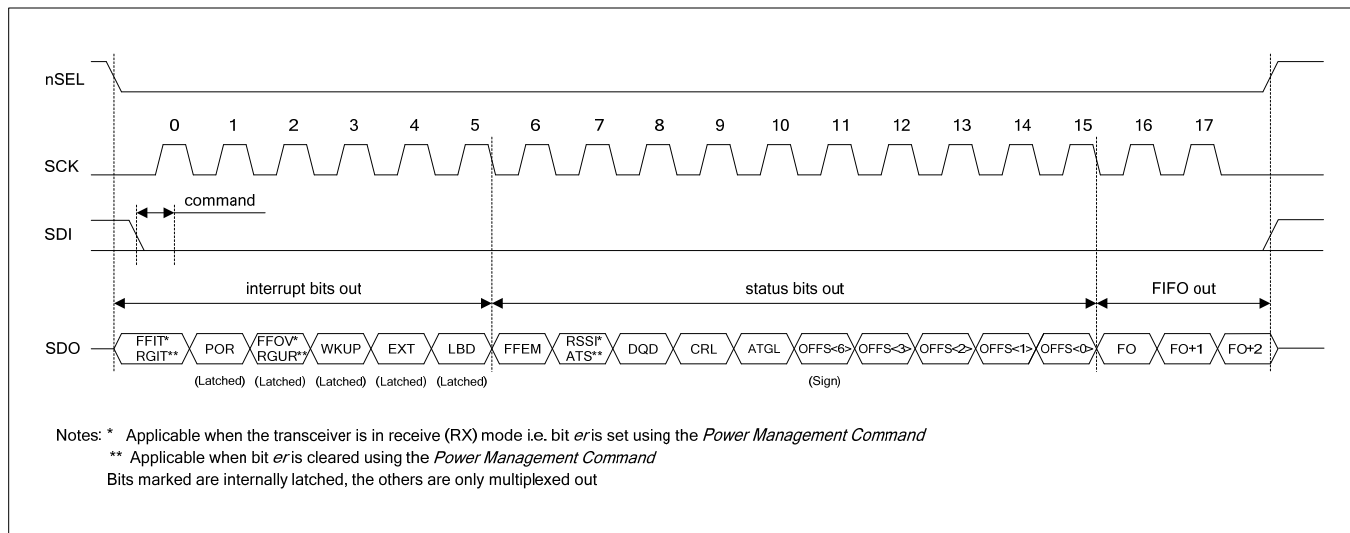 nSEL
0 1 2 3 4 5 6 7 8 9 10 11 12 13 14 15 16 17
SCK
command
SDI
interrupt bits out status bits out FIFO out
SDO
FFIT*
RGIT**
POR
FFOV*
RGUR**
WKUP
EXT
LBD
FFEM
RSSI*
ATS**
DQD
CRL
ATGL
OFFS<6>
OFFS<3>
OFFS<2>
OFFS<1>
OFFS<0>
FO
FO+1
FO+2
(Latched) (Latched) (Latched) (Latched) (Latched) (Sign)
Notes: * Applicable when the transceiver is in receive (RX) mode i.e. bit er is set using the Power Management Command
** Applicable when bit er is cleared using the Power Management Command
Bits marked are internally latched, the others are only multiplexed out